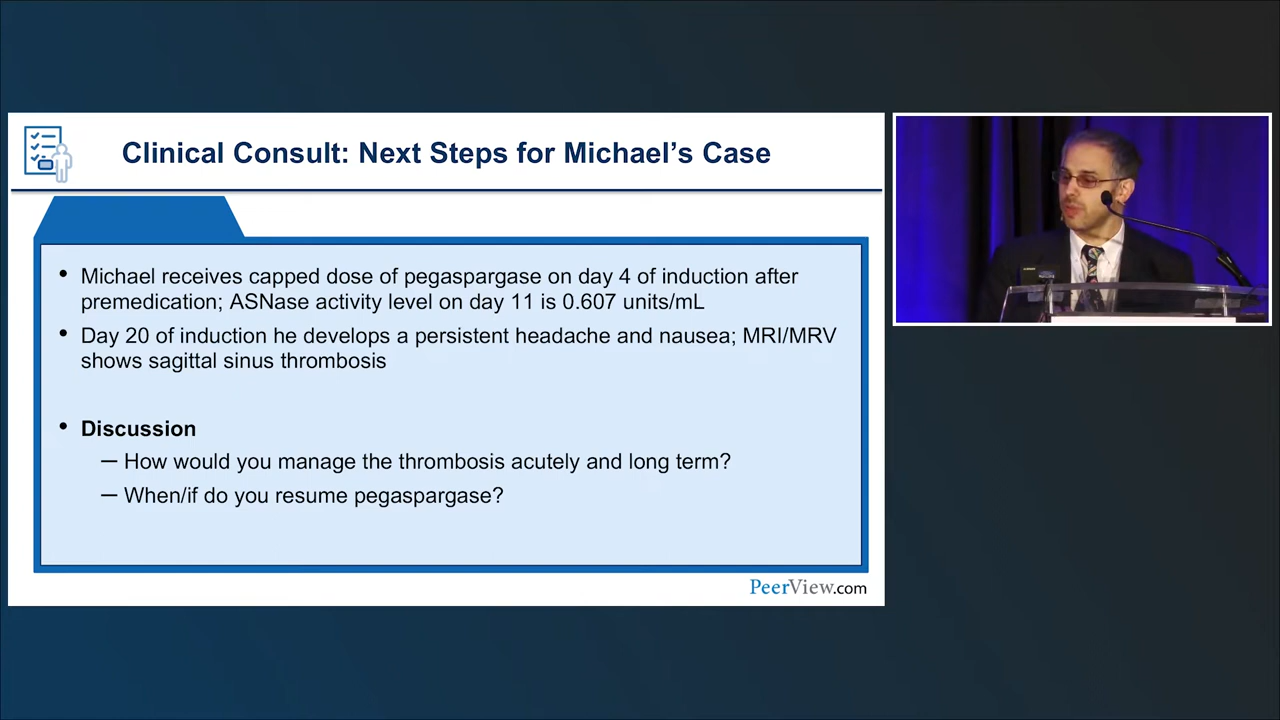 Clinical Consult: Next Steps for Michael’s Case
• Michael receives capped dose of pegaspargase on day 4 of induction after
premedication; ASNase activity level on day 11 is 0.607 units/mL
• Day 20 of induction he develops a persistent headache and nausea; MRI/MRV
shows sagittal sinus thrombosis
• Discussion
— How would you manage the thrombosis acutely and long term?
— When/if do you resume pegaspargase?
PeerView.com